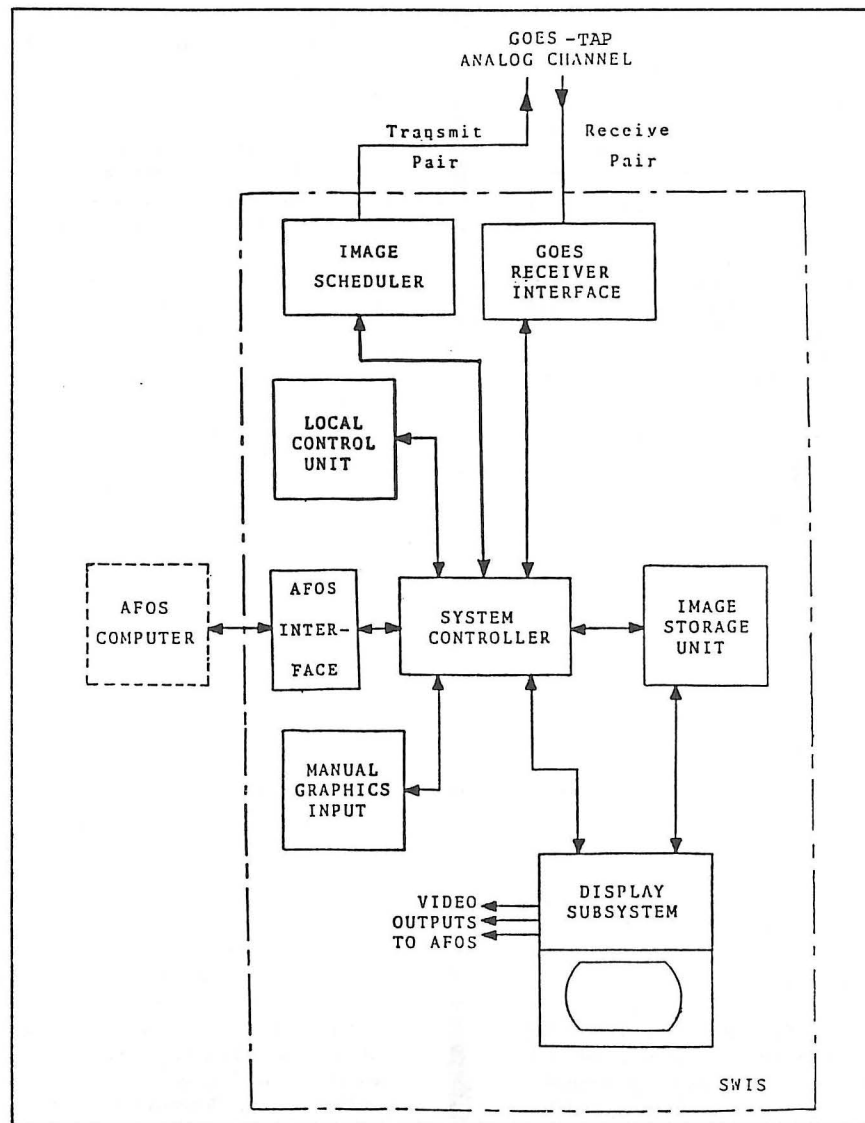 GOES-TAP
ANALOG CHANNEL
Transmit
Pair
Receive
Pair
IMAGE
SCHEDULER
GOES
RECEIVER
INTERFACE
LOCAL
CONTROL
UNIT
AFOS
COMPUTER
AFOS
INTER-
FACE
SYSTEM
CONTROLLER
IMAGE
STORAGE
UNIT
MANUAL
GRAPHICS
INPUT
VIDEO
OUTPUTS
TO AFOS
DISPLAY
SUBSYSTEM
SWIS